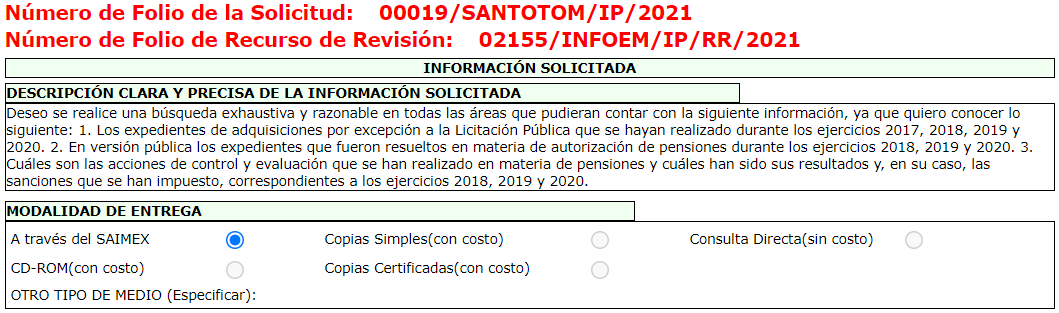 Número de Folio de la Solicitud: 00019/SANTOTOM/IP/2021
Número de Folio de Recurso de Revisión: 02155/INFOEM/IP/RR/2021
INFORMACIÓN SOLICITADA
DESCRIPCIÓN CLARA Y PRECISA DE LA INFORMACIÓN SOLICITADA
Deseo se realice una búsqueda exhaustiva y razonable en todas las áreas que pudieran contar con la siguiente información, ya que quiero conocer lo
siguiente: 1. Los expedientes de adquisiciones por excepción a la Licitación Pública que se hayan realizado durante los ejercicios 2017, 2018, 2019 y
2020. 2. En versión pública los expedientes que fueron resueltos en materia de autorización de pensiones durante los ejercicios 2018, 2019 y 2020. 3.
Cuáles son las acciones de control y evaluación que se han realizado en materia de pensiones y cuáles han sido sus resultados y, en su caso, las
sanciones que se han impuesto, correspondientes a los ejercicios 2018, 2019 y 2020.
MODALIDAD DE ENTREGA
A través del SAIMEX Copias Simples(con costo) Consulta Directa(sin costo)
CD-ROM(con costo) Copias Certificadas(con costo)
OTRO TIPO DE MEDIO (Especificar):